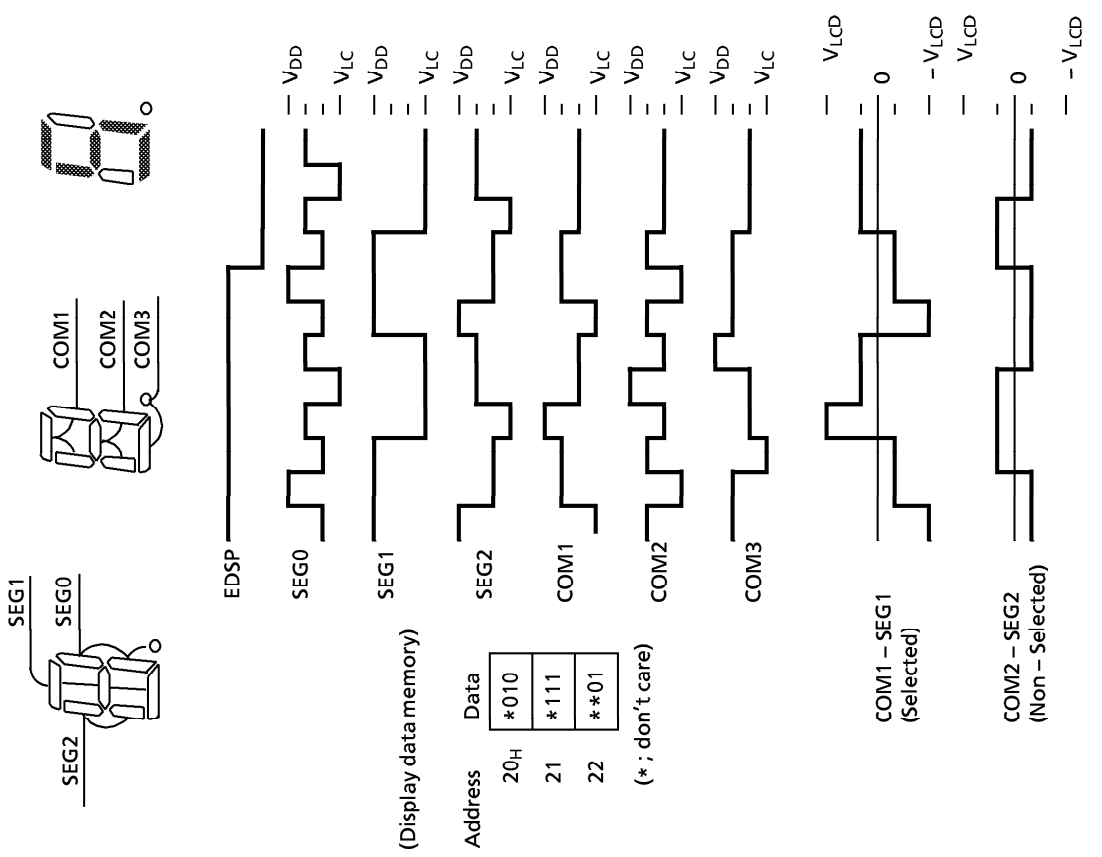 SEG1
SEG0
SEG2
COM1
COM2
COM3
(Display data memory)
Address Data
20H *010
21 *111
22 **01
(* ; don't care)
EDSP
SEG0
VDD
VLC
SEG1
VDD
VLC
SEG2
VDD
VLC
COM1
VDD
VLC
COM2
VDD
VLC
COM3
VDD
VLC
COM1 – SEG1
(Selected)
VLCD
0
– VLCD
COM2 – SEG2
(Non – Selected)
VLCD
0
– VLCD